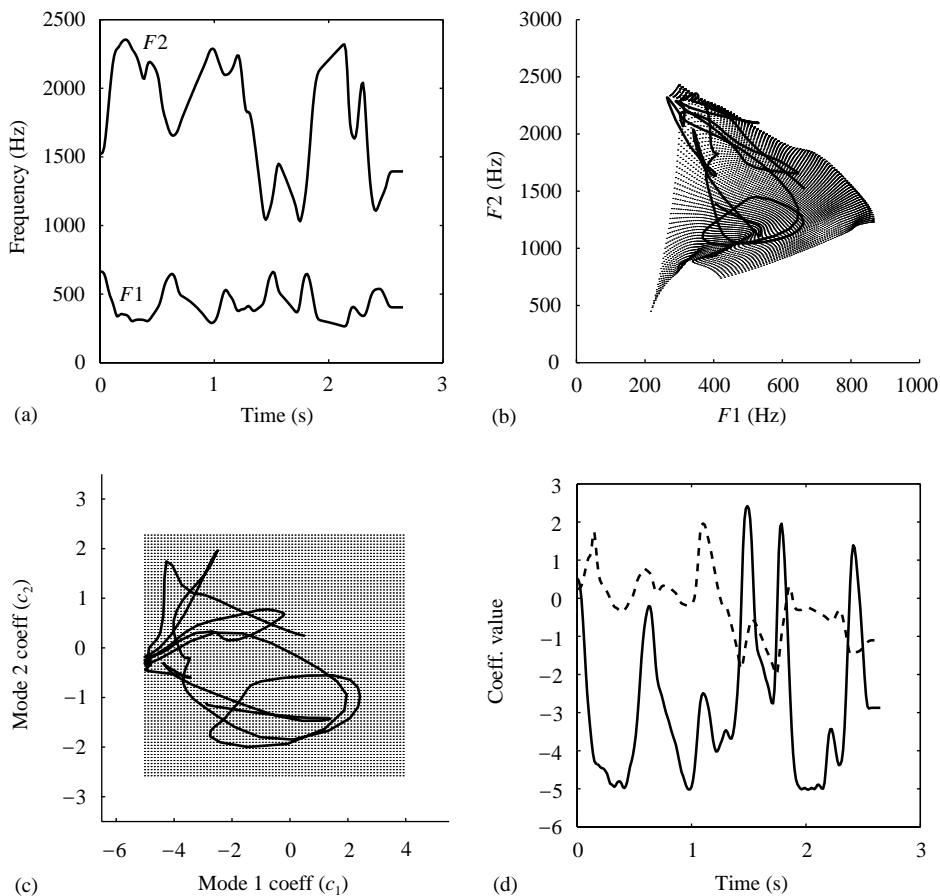 2500
2000
1500
1000
500
0
Frequency (Hz)
F2
F1
0 1 2 3
(a) Time (s)
3000
2500
2000
1500
1000
500
0
F2 (Hz)
0 200 400 600 800 1000
(b) F1 (Hz)
3
2
1
0
−1
−2
−3
Mode 2 coeff (c2)
−6 −4 −2 0 2 4
(c) Mode 1 coeff (c1)
3
2
1
0
−1
−2
−3
−4
−5
−6
Coeff. value
0 1 2 3
(d) Time (s)